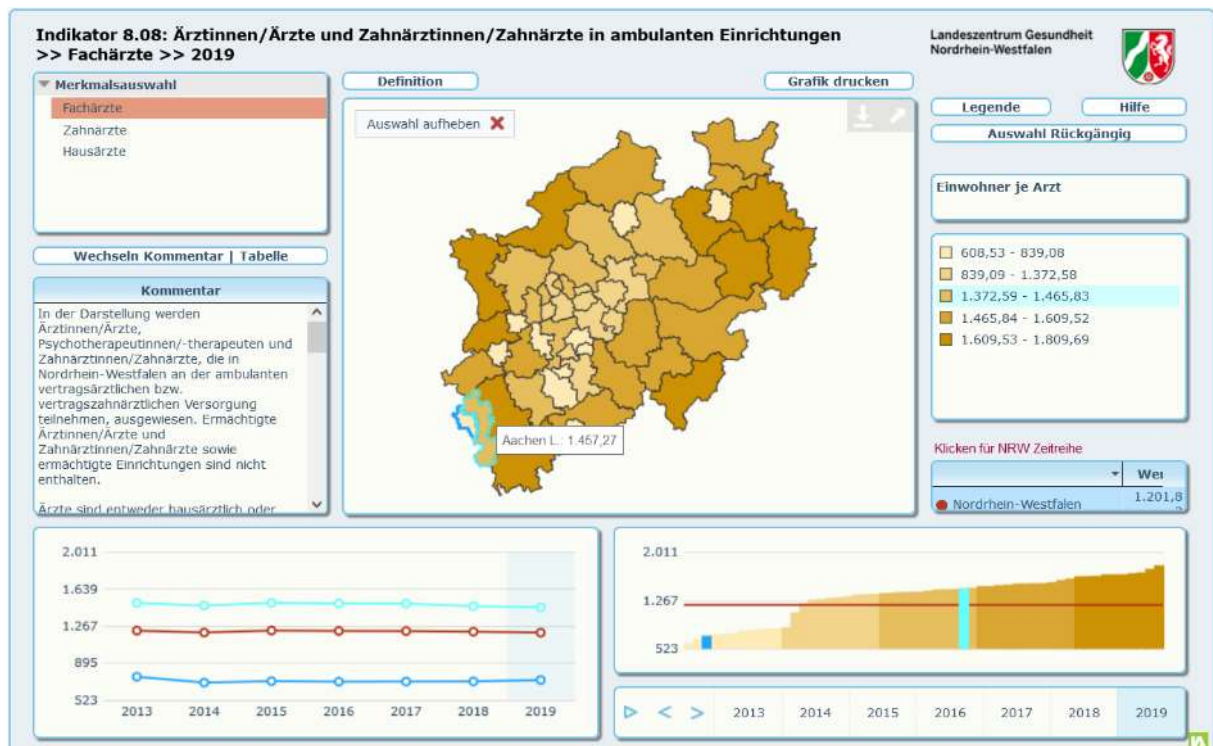 Indikator 8.08: Ärztinnen/Ärzte und Zahnärztinnen/Zahnärzte in ambulanten Einrichtungen
>> Fachärzte >> 2019
Landeszentrum Gesundheit
Nordrhein-Westfalen
Merkmalsauswahl
Fachärzte
Zahnärzte
Hausärzte
Wechseln Kommentar | Tabelle
Kommentar
In der Darstellung werden
Ärztinnen/Ärzte,
Psychotherapeutinnen/-therapeuten und
Zahnärztinnen/Zahnärzte, die in
Nordrhein-Westfalen an der ambulanten
vertragsärztlichen bzw.
vertragszahnärztlichen Versorgung
teilnehmen, ausgewiesen. Ermächtigte
Ärztinnen/Ärzte und
Zahnärztinnen/Zahnärzte sowie
ermächtigte Einrichtungen sind nicht
enthalten.
Ärzte sind entweder hausärztlich oder
Definition
Grafik drucken
Auswahl aufheben
Aachen L.: 1.457,27
Legende
Hilfe
Auswahl Rückgängig
Einwohner je Arzt
608,53 - 839,08
839,09 - 1.372,58
1.372,59 - 1.465,83
1.465,84 - 1.609,52
1.609,53 - 1.809,69
Klicken für NRW Zeitreihe
Wer
Nordrhein-Westfalen
1.201,8
2.011
1.639
1.267
895
523
2013 2014 2015 2016 2017 2018 2019
2.011
1.267
523
2013 2014 2015 2016 2017 2018 2019